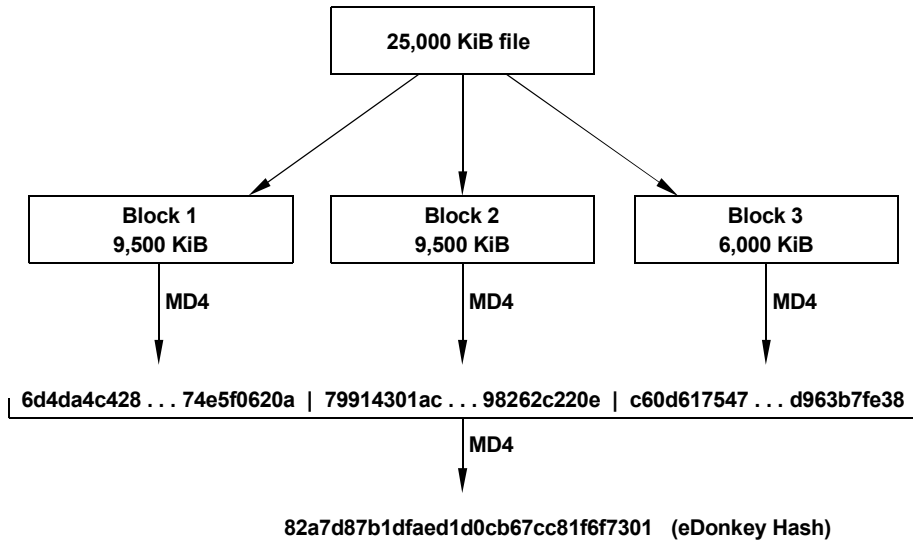 25,000 KiB file
Block 1
9,500 KiB
Block 2
9,500 KiB
Block 3
6,000 KiB
MD4
MD4
MD4
6d4da4c428 . . . 74e5f0620a | 79914301ac . . . 98262c220e | c60d617547 . . . d963b7fe38
MD4
82a7d87b1dfaed1d0cb67cc81f6f7301 (eDonkey Hash)